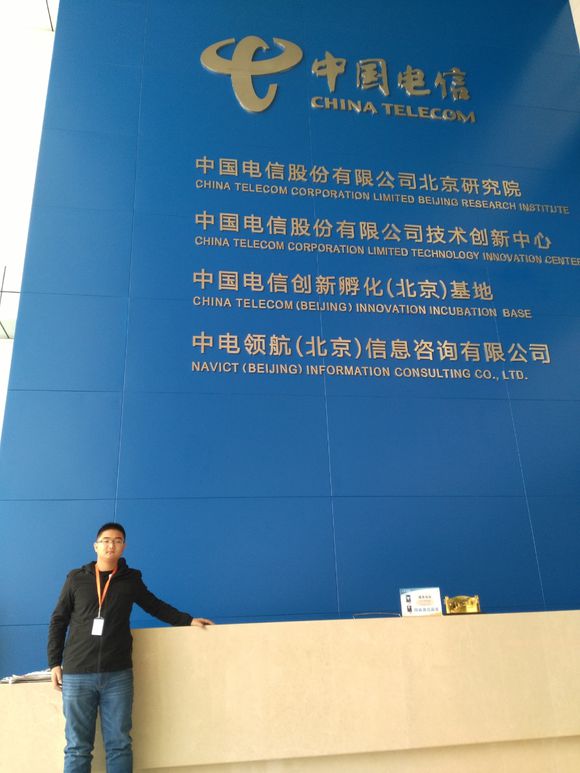 中国电信
CHINA TELECOM
中国电信股份有限公司北京研究院
CHINA TELECOM CORPORATION LIMITED BEIJING RESEARCH INSTITUTE
中国电信股份有限公司技术创新中心
CHINA TELECOM CORPORATION LIMITED TECHNOLOGY INNOVATION CENTER
中国电信创新孵化(北京)基地
CHINA TELECOM (BEIJING) INNOVATION INCUBATION BASE
中电领航(北京)信息咨询有限公司
NAVICT (BEIJING) INFORMATION CONSULTING CO., LTD.